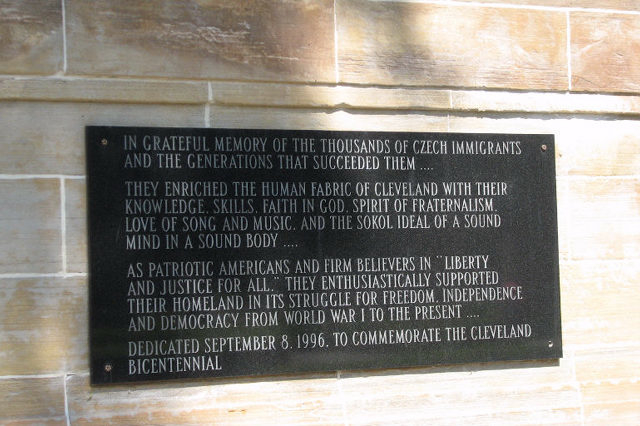 IN GRATEFUL MEMORY OF THE THOUSANDS OF CZECH IMMIGRANTS
AND THE GENERATIONS THAT SUCCEEDED THEM ....
THEY ENRICHED THE HUMAN FABRIC OF CLEVELAND WITH THEIR
KNOWLEDGE, SKILLS, FAITH IN GOD, SPIRIT OF FRATERNALISM,
LOVE OF SONG AND MUSIC, AND THE SOKOL IDEAL OF A SOUND
MIND IN A SOUND BODY ....
AS PATRIOTIC AMERICANS AND FIRM BELIEVERS IN "LIBERTY
AND JUSTICE FOR ALL," THEY ENTHUSIASTICALLY SUPPORTED
THEIR HOMELAND IN ITS STRUGGLE FOR FREEDOM, INDEPENDENCE
AND DEMOCRACY FROM WORLD WAR I TO THE PRESENT ....
DEDICATED SEPTEMBER 8, 1996, TO COMMEMORATE THE CLEVELAND
BICENTENNIAL